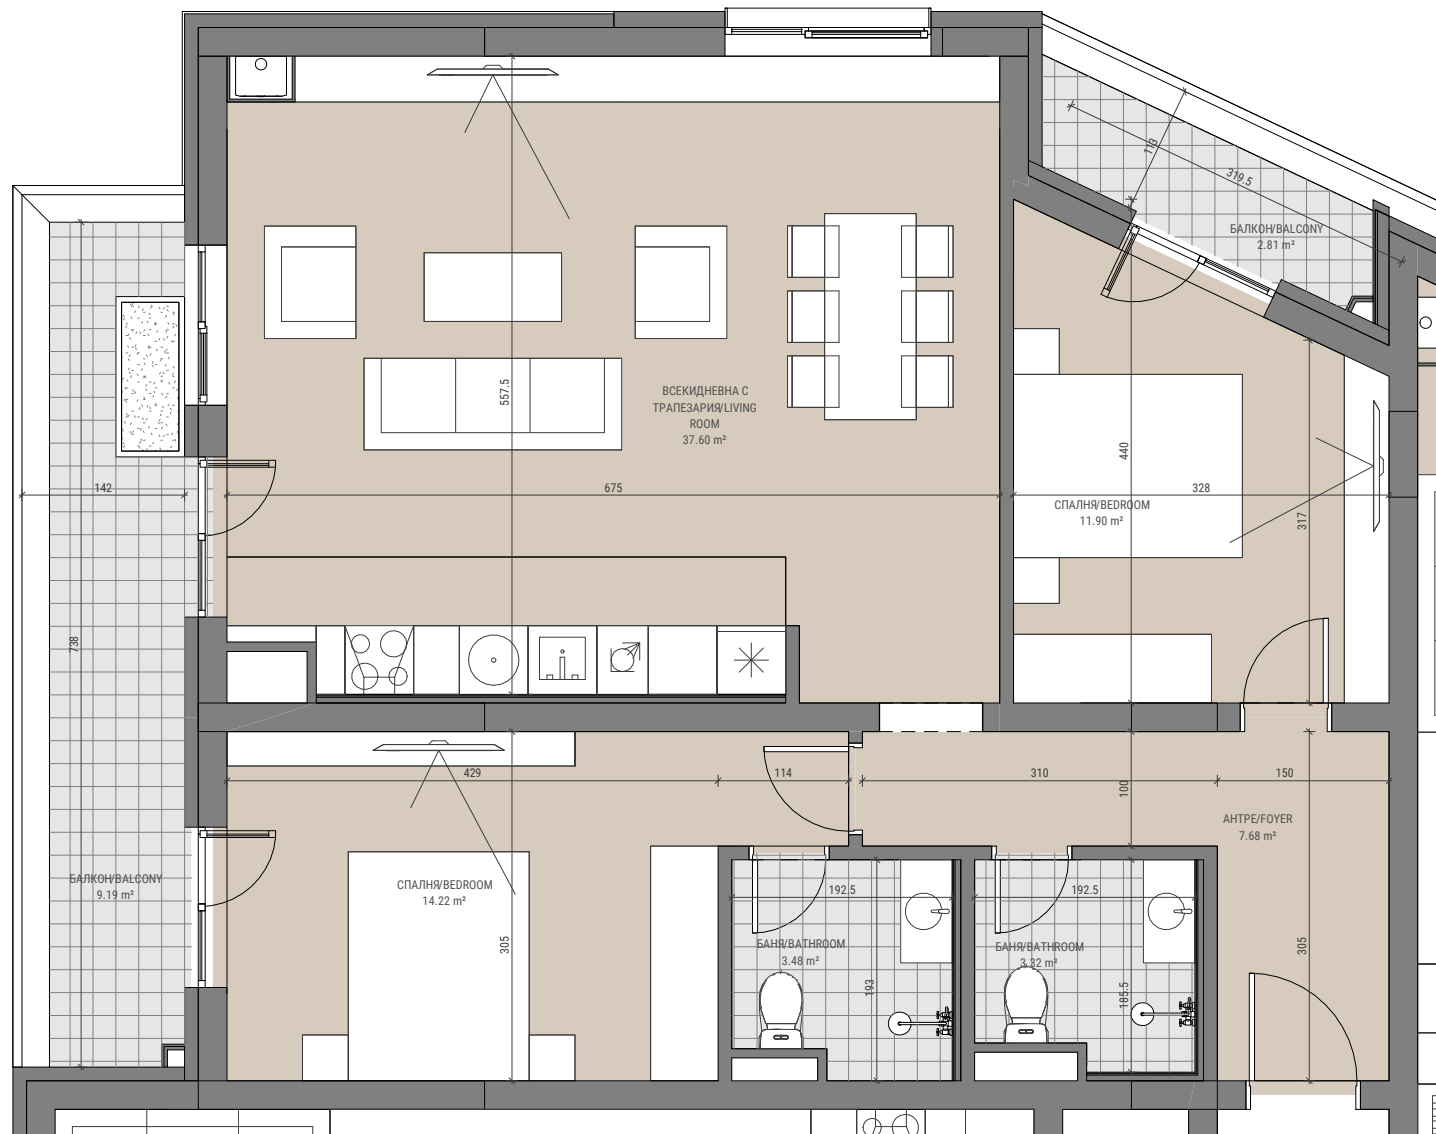 113
319.5
БАЛКОН/BALCONY
2.81 m²
ВСЕКИДНЕВНА С
ТРАПЕЗАРИЯ/LIVING
ROOM
37.60 m²
557.5
440
142
675
328
СПАЛНЯ/BEDROOM
11.90 m²
317
738
429
114
310
100
150
АНТРЕ/FOYER
7.68 m²
БАЛКОН/BALCONY
9.19 m²
СПАЛНЯ/BEDROOM
14.22 m²
305
192.5
БАНЯ/BATHROOM
3.48 m²
193
192.5
БАНЯ/BATHROOM
3.32 m²
185.5
305